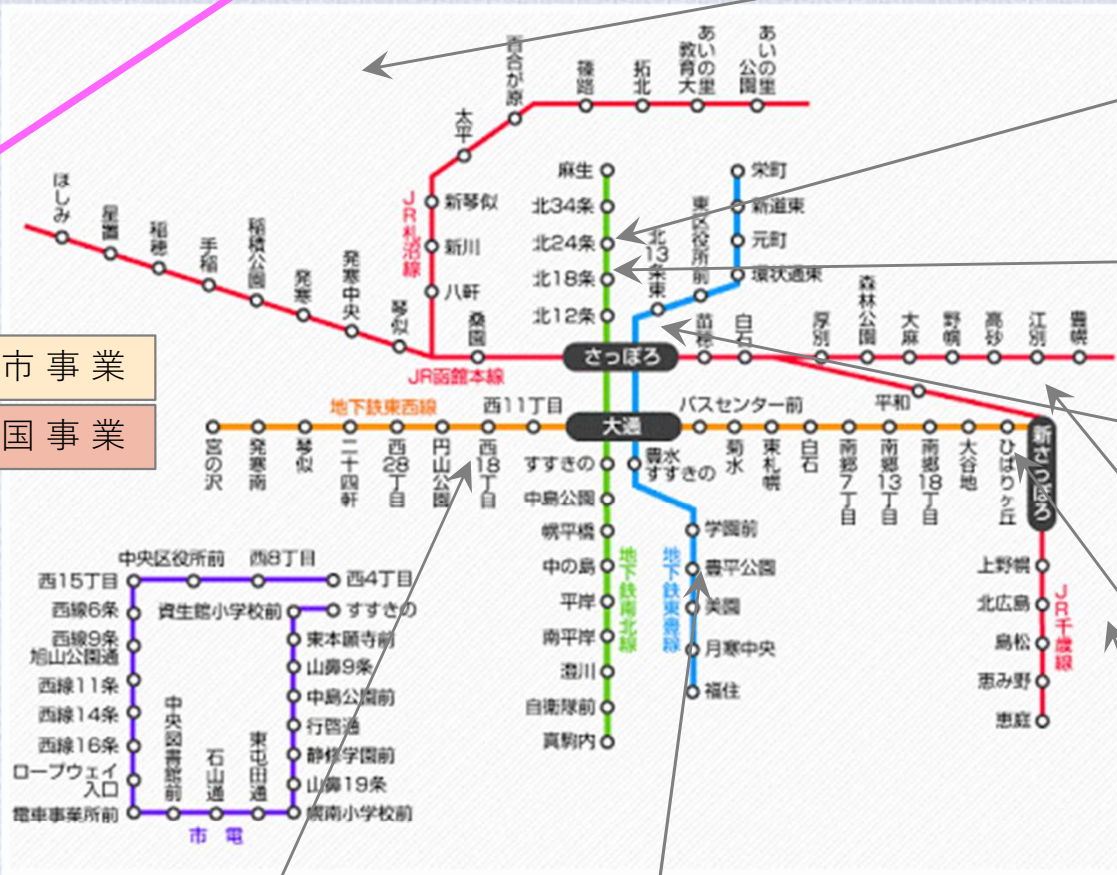 百合が原
篠路
拓北
あいの里
教育大
あいの里
公園
太平
ほしみ
星置
稲穂
手稲
稲積公園
発寒
発寒中央
琴似
JR札沼線
新琴似
新川
八軒
桑園
麻生
北34条
北24条
北18条
北12条
栄町
新道東
元町
環状通東
東区役所前
北13条東
さっぽろ
苗穂
白石
厚別
森林公園
大麻
野幌
高砂
江別
豊幌
平和
JR函館本線
市事業
国事業
地下鉄東西線
西11丁目
大通
バスセンター前
宮の沢
発寒南
琴似
二十四軒
西28丁目
円山公園
西18丁目
菊水
東札幌
白石
南郷7丁目
南郷13丁目
南郷18丁目
大谷地
ひばりヶ丘
新さっぽろ
すすきの
中島公園
幌平橋
中の島
平岸
南平岸
澄川
自衛隊前
真駒内
地下鉄南北線
豊水
すすきの
学園前
豊平公園
美園
月寒中央
福住
地下鉄東豊線
上野幌
北広島
島松
恵み野
恵庭
JR千歳線
中央区役所前
西8丁目
西4丁目
西15丁目
西線6条
西線9条
旭山公園通
西線11条
西線14条
西線16条
ロープウェイ
入口
電車事業所前
資生館小学校前
すすきの
東本願寺前
山鼻9条
中島公園前
行啓通
静修学園前
山鼻19条
幌南小学校前
中央図書館前
石山通
東屯田通
市 電